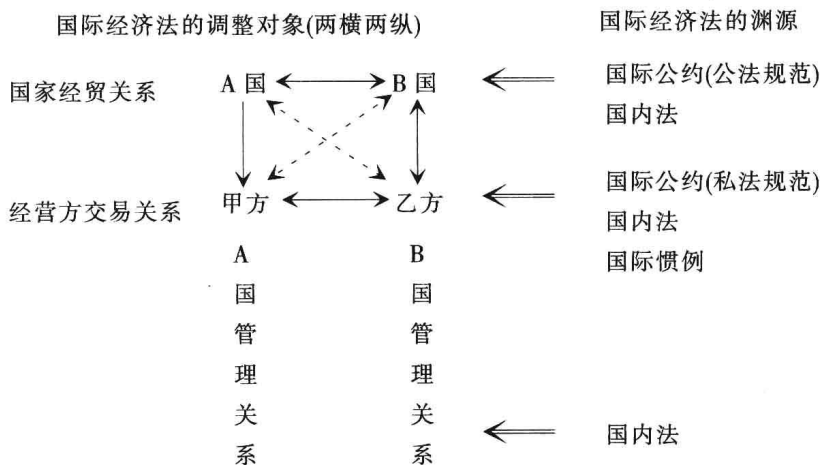 国际经济法的调整对象(两横两纵) 国际经济法的渊源
国家经贸关系 A 国 B 国 国际公约(公法规范)
国内法
经营方交易关系 甲方 乙方 国际公约(私法规范)
国内法
国际惯例
A国管理关系
B国管理关系
国内法